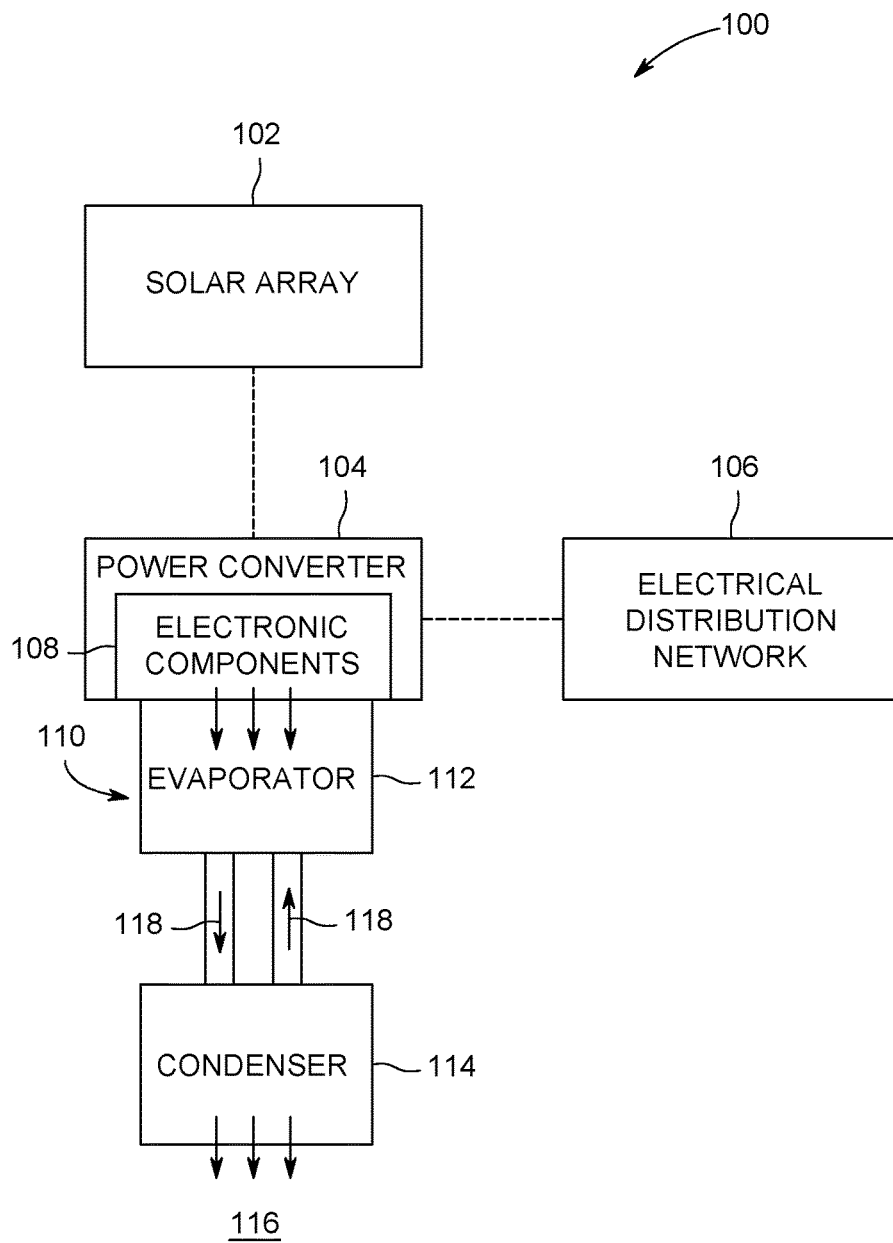 100
102
SOLAR ARRAY
104
106
POWER CONVERTER
ELECTRONIC
COMPONENTS
108
ELECTRICAL
DISTRIBUTION
NETWORK
110
EVAPORATOR
112
118
118
CONDENSER
114
116